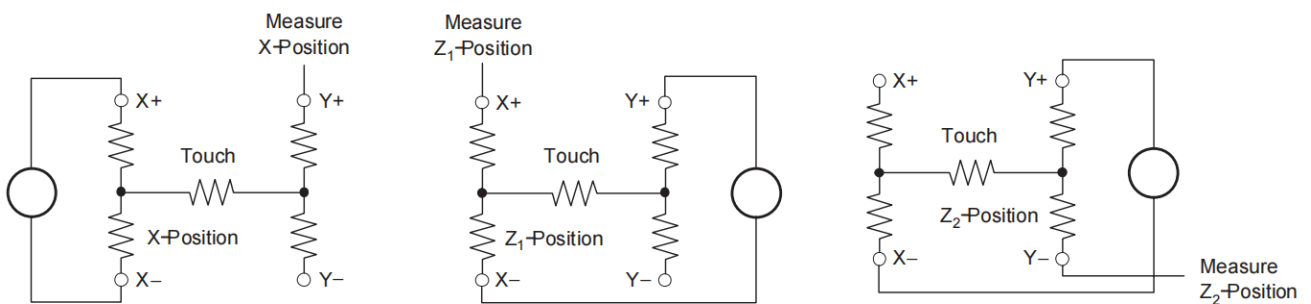 Measure
X-Position
X+
Y+
Touch
X-Position
X–
Y–
Measure
Z₁-Position
X+
Y+
Touch
Z₁-Position
X–
Y–
X+
Y+
Touch
Z₂-Position
X–
Y–
Measure
Z₂-Position